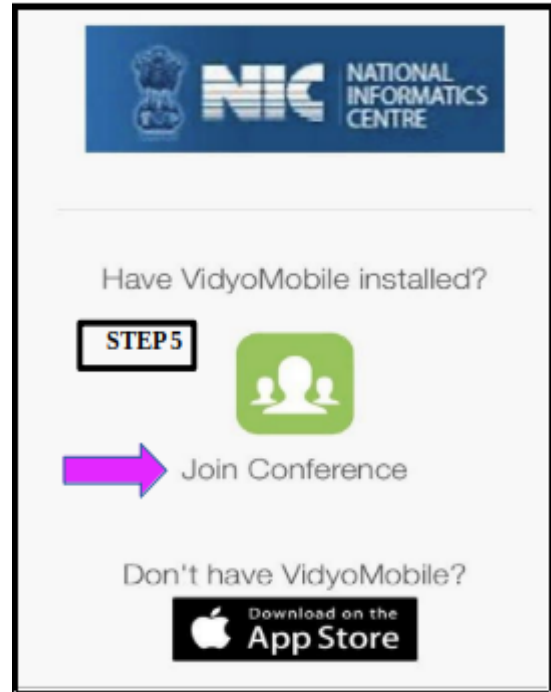 NIC
NATIONAL
INFORMATICS
CENTRE
Have VidyoMobile installed?
STEP 5
Join Conference
Don't have VidyoMobile?
Download on the
App Store